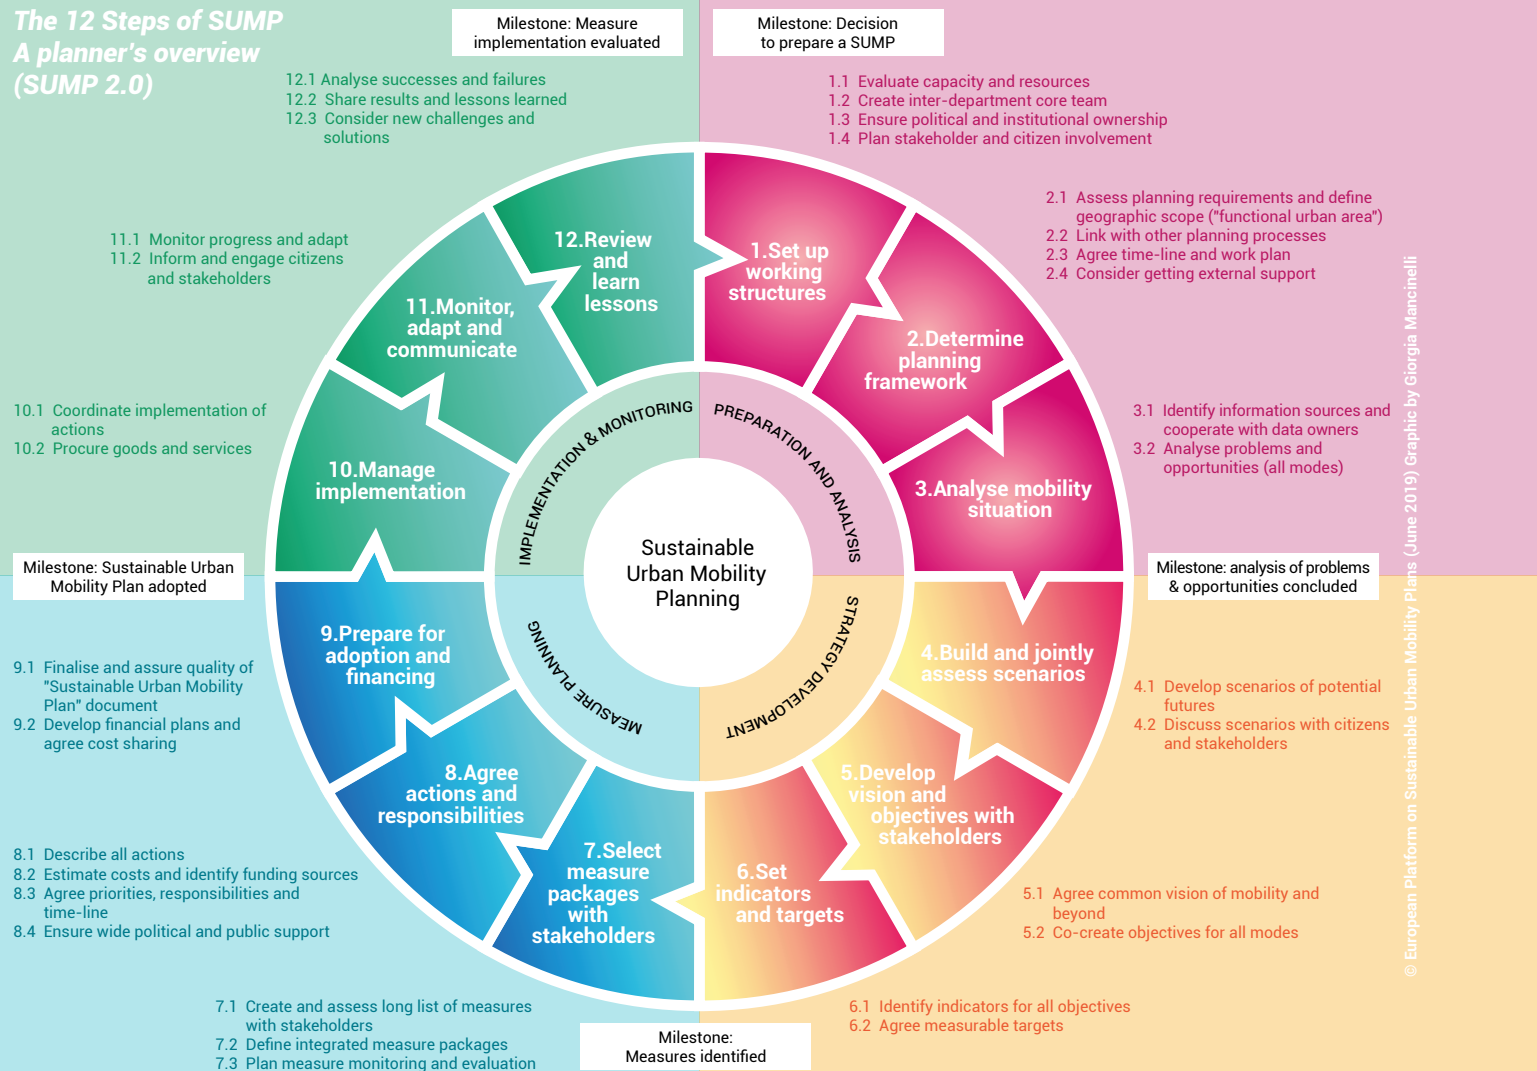 The 12 Steps of SUMP
A planner's overview
(SUMP 2.0)
Milestone: Measure
implementation evaluated
Milestone: Decision
to prepare a SUMP
12.1 Analyse successes and failures
12.2 Share results and lessons learned
12.3 Consider new challenges and
solutions
1.1 Evaluate capacity and resources
1.2 Create inter-department core team
1.3 Ensure political and institutional ownership
1.4 Plan stakeholder and citizen involvement
2.1 Assess planning requirements and define
geographic scope ("functional urban area")
2.2 Link with other planning processes
2.3 Agree time-line and work plan
2.4 Consider getting external support
11.1 Monitor progress and adapt
11.2 Inform and engage citizens
and stakeholders
12.Review
and
learn
lessons
1.Set up
working
structures
11.Monitor,
adapt and
communicate
2.Determine
planning
framework
10.1 Coordinate implementation of
actions
10.2 Procure goods and services
3.1 Identify information sources and
cooperate with data owners
3.2 Analyse problems and
opportunities (all modes)
10.Manage
implementation
3.Analyse mobility
situation
IMPLEMENTATION & MONITORING
PREPARATION AND ANALYSIS
Sustainable
Urban Mobility
Planning
MEASURE PLANNING
STRATEGY DEVELOPMENT
Milestone: Sustainable Urban
Mobility Plan adopted
Milestone: analysis of problems
& opportunities concluded
9.Prepare for
adoption and
financing
4.Build and jointly
assess scenarios
9.1 Finalise and assure quality of
"Sustainable Urban Mobility
Plan" document
9.2 Develop financial plans and
agree cost sharing
4.1 Develop scenarios of potential
futures
4.2 Discuss scenarios with citizens
and stakeholders
8.Agree
actions and
responsibilities
5.Develop
vision and
objectives with
stakeholders
7.Select
measure
packages
with
stakeholders
6.Set
indicators
and targets
8.1 Describe all actions
8.2 Estimate costs and identify funding sources
8.3 Agree priorities, responsibilities and
time-line
8.4 Ensure wide political and public support
5.1 Agree common vision of mobility and
beyond
5.2 Co-create objectives for all modes
7.1 Create and assess long list of measures
with stakeholders
7.2 Define integrated measure packages
7.3 Plan measure monitoring and evaluation
Milestone:
Measures identified
6.1 Identify indicators for all objectives
6.2 Agree measurable targets
© European Platform on Sustainable Urban Mobility Plans (June 2019) Graphic by Giorgia Mancinelli